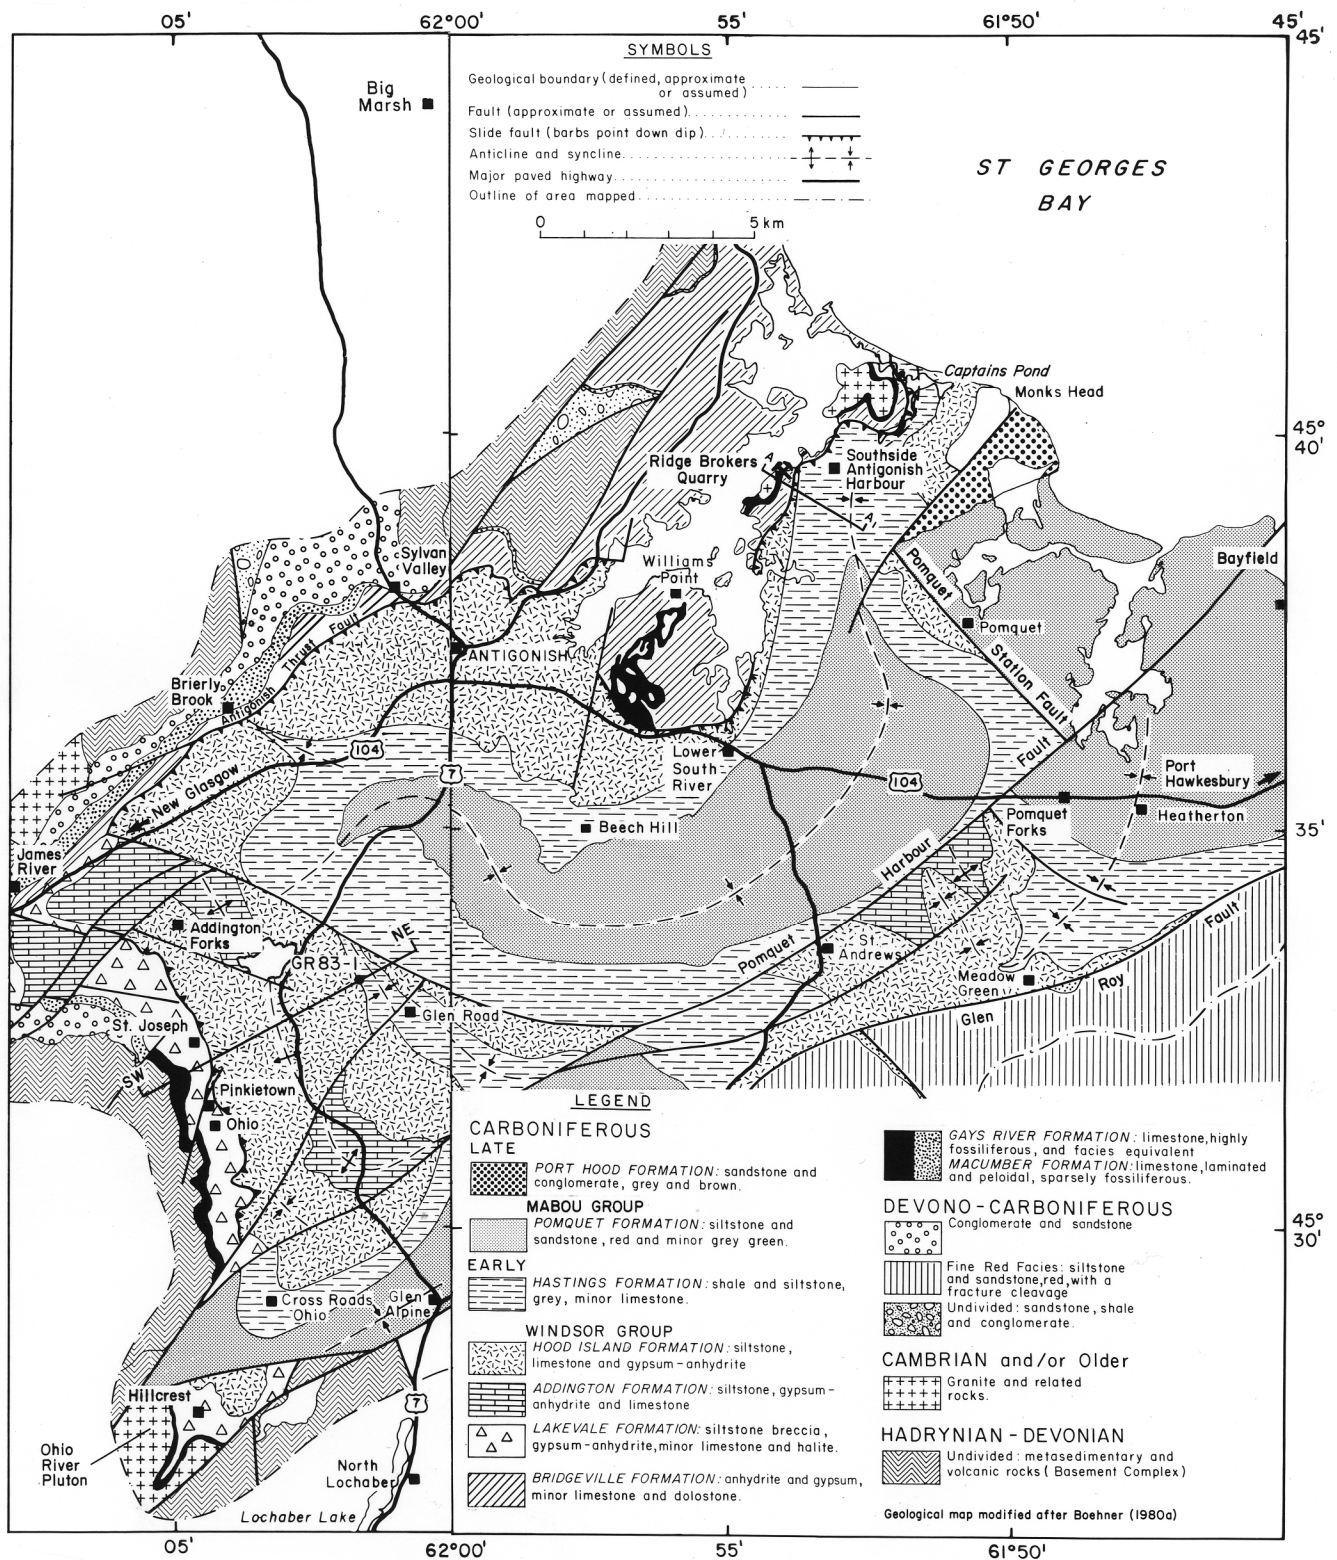 05'
62°00'
55'
61°50'
45'
45'
SYMBOLS
Geological boundary (defined, approximate
or assumed)
Fault (approximate or assumed)
Slide fault (barbs point down dip)
Anticline and syncline
Major paved highway
Outline of area mapped
0
5 km
ST GEORGES
BAY
Big
Marsh
Captains Pond
Monks Head
45°
40'
Ridge Brokers
Quarry
A
Southside
Antigonish
Harbour
A,
Sylvan
Valley
Williams
Point
Pomquet
Station Fault
Bayfield
Pomquet
Antigonish
Thrust
Fault
ANTIGONISH
Brierly
Brook
104
7
New Glasgow
Lower
South
River
104
Port
Hawkesbury
Heatherton
Pomquet
Forks
Beech Hill
35'
James
River
Pomquet
Harbour
Fault
Addington
Forks
NE
GR83-1
St.
Andrews
Meadow
Green
Glen
Roy
Fault
Glen Road
St. Joseph
SW
Pinkietown
Ohio
Cross Roads
Ohio
Glen
Alpine
Hillcrest
7
Ohio
River
Pluton
North
Lochaber
Lochaber Lake
LEGEND
CARBONIFEROUS
LATE
PORT HOOD FORMATION: sandstone and
conglomerate, grey and brown.
MABOU GROUP
POMQUET FORMATION: siltstone and
sandstone, red and minor grey green.
EARLY
HASTINGS FORMATION: shale and siltstone,
grey, minor limestone.
WINDSOR GROUP
HOOD ISLAND FORMATION: siltstone,
limestone and gypsum-anhydrite
ADDINGTON FORMATION: siltstone, gypsum-
anhydrite and limestone
LAKEVALE FORMATION: siltstone breccia,
gypsum-anhydrite, minor limestone and halite.
BRIDGEVILLE FORMATION: anhydrite and gypsum,
minor limestone and dolostone.
GAYS RIVER FORMATION: limestone, highly
fossiliferous, and facies equivalent
MACUMBER FORMATION: limestone, laminated
and peloidal, sparsely fossiliferous.
DEVONO-CARBONIFEROUS
Conglomerate and sandstone
Fine Red Facies: siltstone
and sandstone, red, with a
fracture cleavage
Undivided: sandstone, shale
and conglomerate.
CAMBRIAN and/or Older
Granite and related
rocks.
HADRYNIAN-DEVONIAN
Undivided: metasedimentary and
volcanic rocks (Basement Complex)
Geological map modified after Boehner (1980a)
45°
30'
05'
62°00'
55'
61°50'